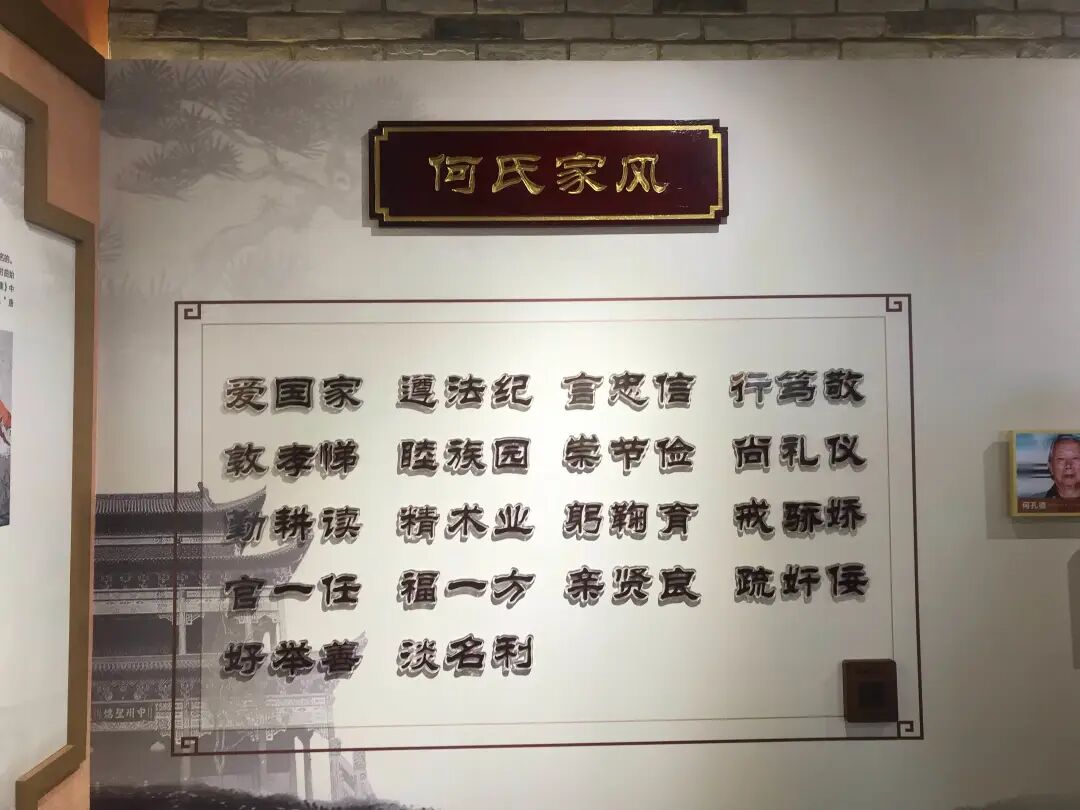 何氏家风
爱国家 遵法纪 言忠信 行笃敬
敦孝悌 睦族园 崇节俭 尚礼仪
勤耕读 精术业 躬鞠育 戒骄娇
官一任 福一方 亲贤良 疏奸佞
好举善 淡名利